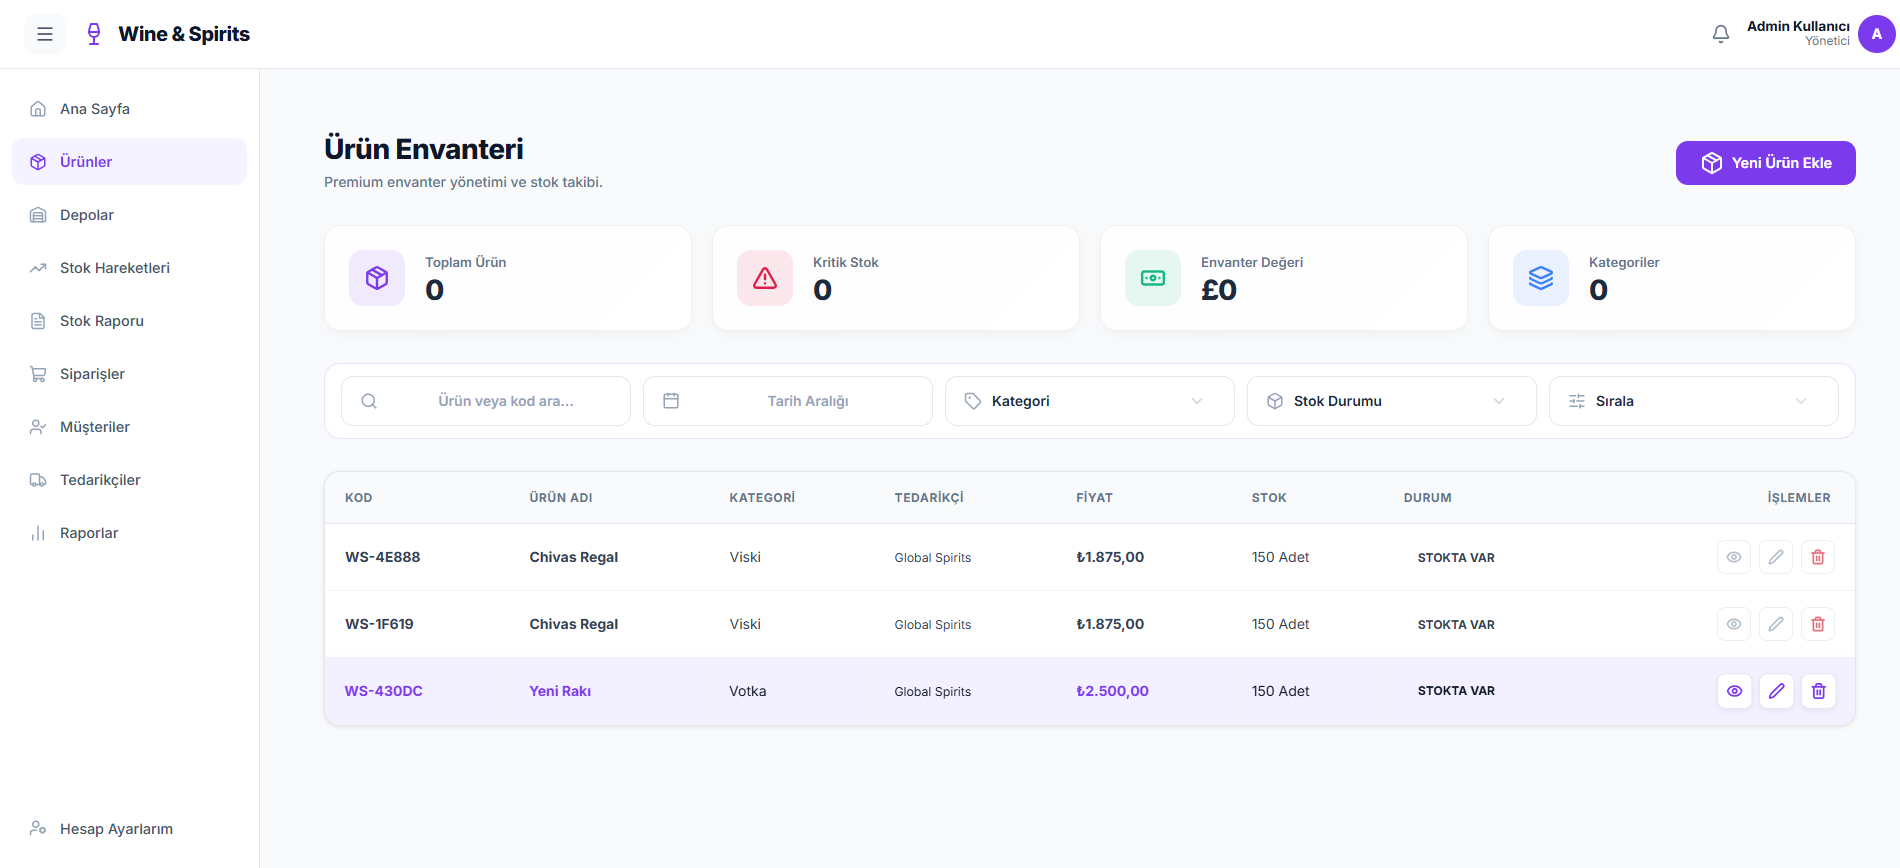 Wine & Spirits
Admin Kullanıcı
Yönetici
A
Ana Sayfa
Ürünler
Depolar
Stok Hareketleri
Stok Raporu
Siparişler
Müşteriler
Tedarikçiler
Raporlar
Hesap Ayarlarım
Ürün Envanteri
Premium envanter yönetimi ve stok takibi.
Yeni Ürün Ekle
Toplam Ürün
0
Kritik Stok
0
Envanter Değeri
£0
Kategoriler
0
Ürün veya kod ara...
Tarih Aralığı
Kategori
Stok Durumu
Sırala
KOD ÜRÜN ADI KATEGORİ TEDARİKÇİ FİYAT STOK DURUM İŞLEMLER
WS-4E888 Chivas Regal Viski Global Spirits ₺1.875,00 150 Adet STOKTA VAR
WS-1F619 Chivas Regal Viski Global Spirits ₺1.875,00 150 Adet STOKTA VAR
WS-430DC Yeni Rakı Votka Global Spirits ₺2.500,00 150 Adet STOKTA VAR